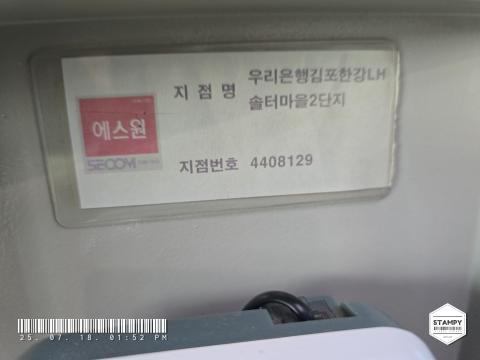 지 점 명 우리은행김포한강LH
솔터마을2단지
에스원
SECOM
지점번호 4408129
25. 07. 18. 01:52 PM
STAMPY